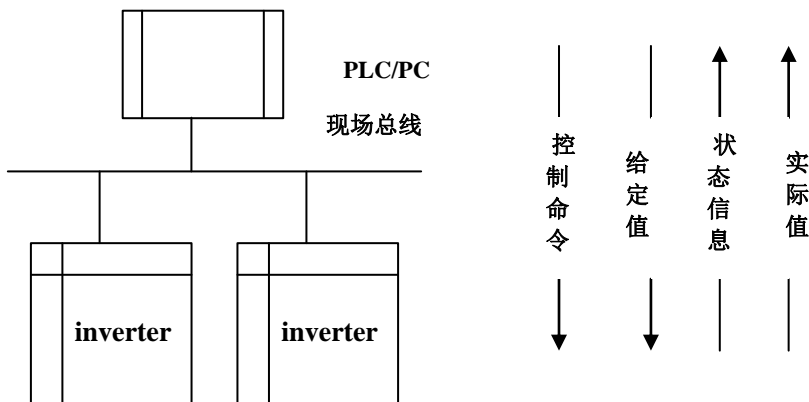 PLC/PC
现场总线
控制命令
给定值
状态信息
实际值
inverter
inverter